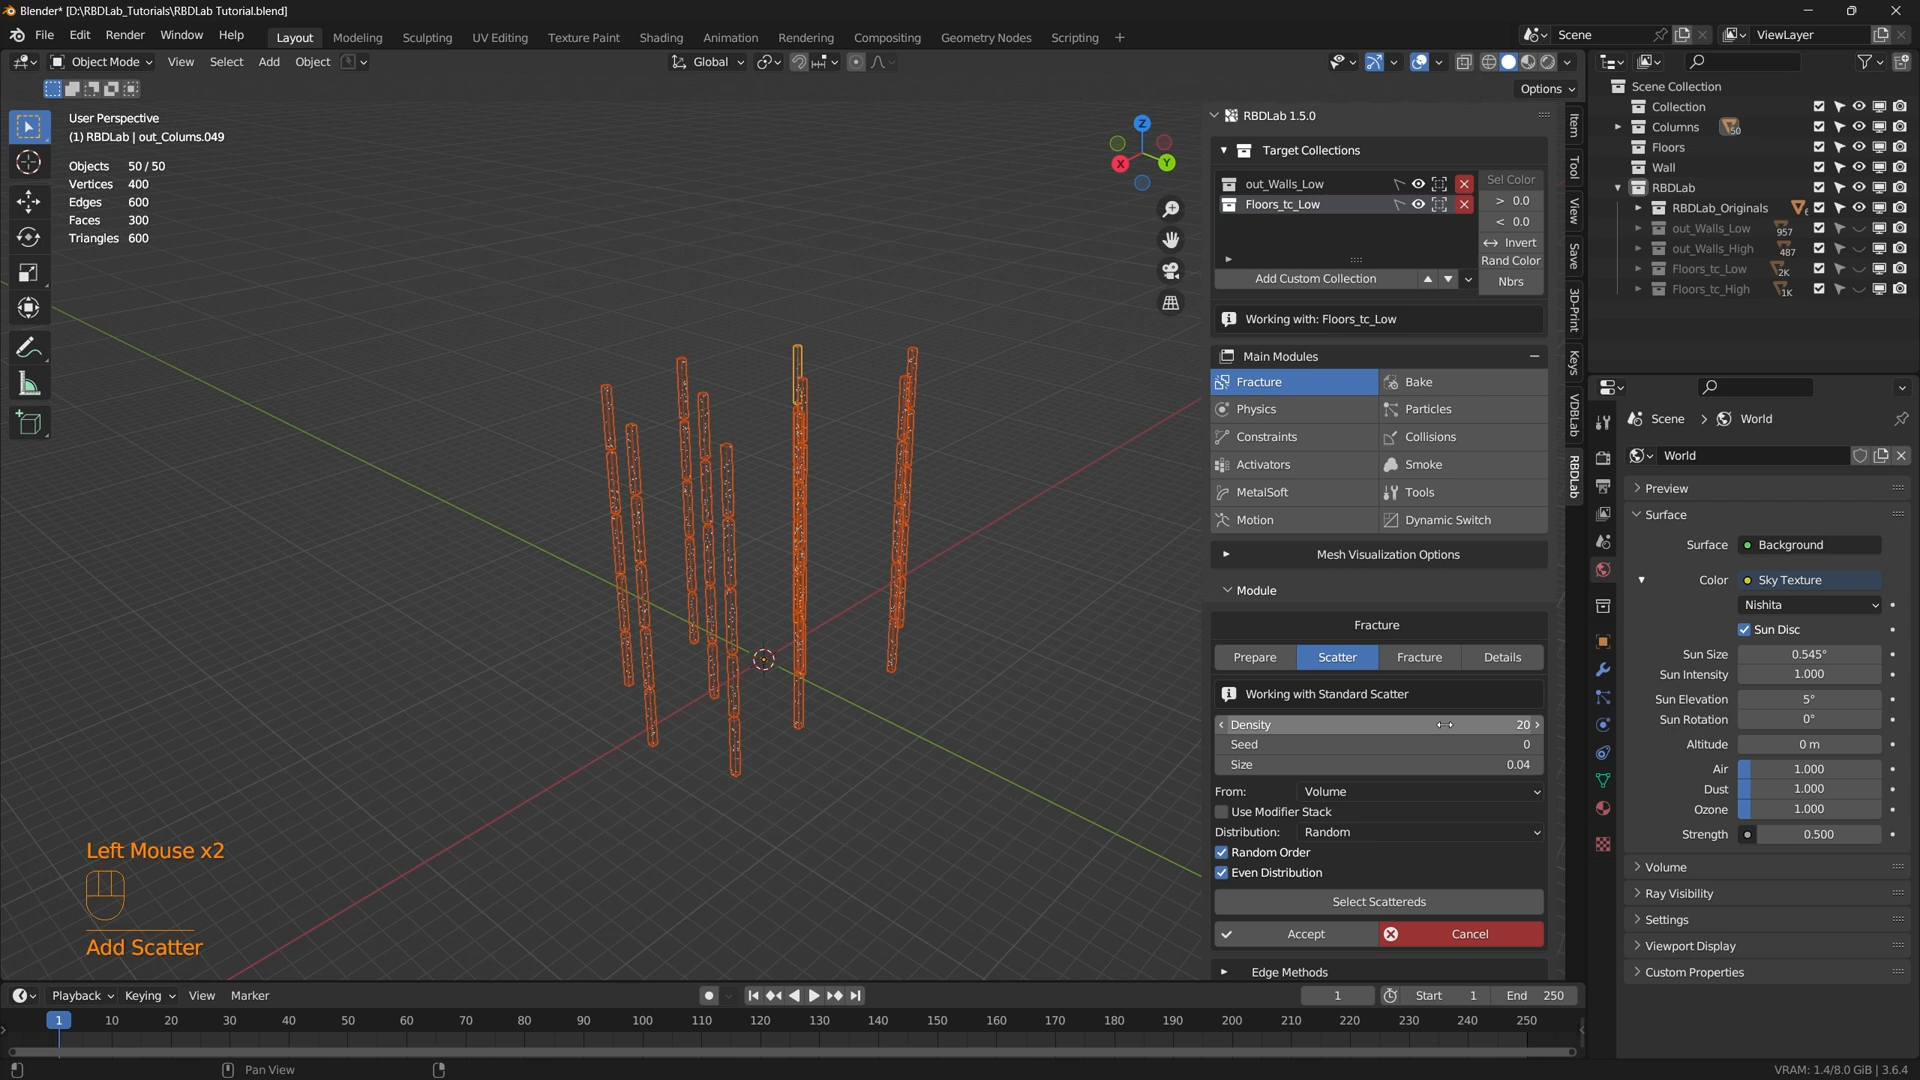 Blender* [D:\RBDLab_Tutorials\RBDLab Tutorial.blend]
File Edit Render Window Help Layout Modeling Sculpting UV Editing Texture Paint Shading Animation Rendering Compositing Geometry Nodes Scripting + Scene ViewLayer
Object Mode View Select Add Object Global
Options
User Perspective
(1) RBDLab | out_Colums.049
Objects 50 / 50
Vertices 400
Edges 600
Faces 300
Triangles 600
Z
X
Y
RBDLab 1.5.0
Target Collections
out_Walls_Low
Floors_tc_Low
Sel Color
> 0.0
< 0.0
Invert
Rand Color
Nbrs
Add Custom Collection
Working with: Floors_tc_Low
Main Modules
Fracture Bake
Physics Particles
Constraints Collisions
Activators Smoke
MetalSoft Tools
Motion Dynamic Switch
Mesh Visualization Options
Module
Fracture
Prepare Scatter Fracture Details
Working with Standard Scatter
Density 20
Seed 0
Size 0.04
From: Volume
Use Modifier Stack
Distribution: Random
Random Order
Even Distribution
Select Scattereds
Accept Cancel
Edge Methods
Item
Tool
View
Save
3D-Print
Keys
VDBLab
RBDLab
Scene Collection
Collection
Columns 50
Floors
Wall
RBDLab
RBDLab_Originals
out_Walls_Low 957
out_Walls_High 487
Floors_tc_Low 2K
Floors_tc_High 1K
Scene > World
World
Preview
Surface
Surface Background
Color Sky Texture
Nishita
Sun Disc
Sun Size 0.545°
Sun Intensity 1.000
Sun Elevation 5°
Sun Rotation 0°
Altitude 0 m
Air 1.000
Dust 1.000
Ozone 1.000
Strength 0.500
Volume
Ray Visibility
Settings
Viewport Display
Custom Properties
Left Mouse x2
Add Scatter
Playback Keying View Marker 1 Start 1 End 250
1 10 20 30 40 50 60 70 80 90 100 110 120 130 140 150 160 170 180 190 200 210 220 230 240 250
Pan View
VRAM: 1.4/8.0 GiB | 3.6.4